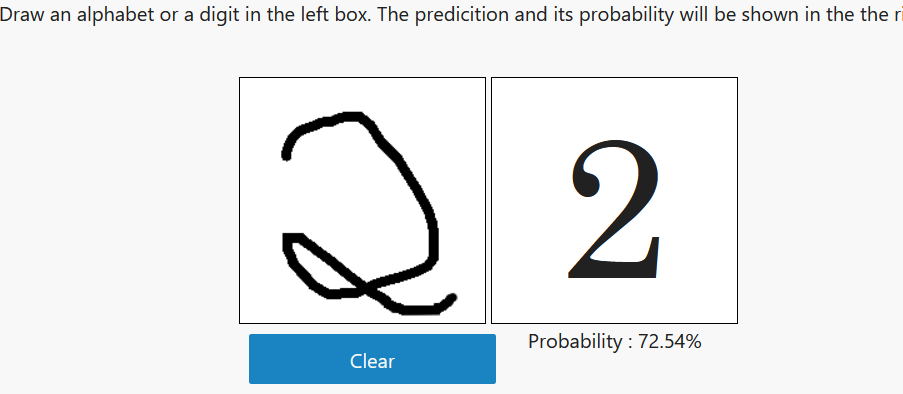 Draw an alphabet or a digit in the left box. The predicition and its probability will be shown in the the
2
2
Clear
Probability : 72.54%